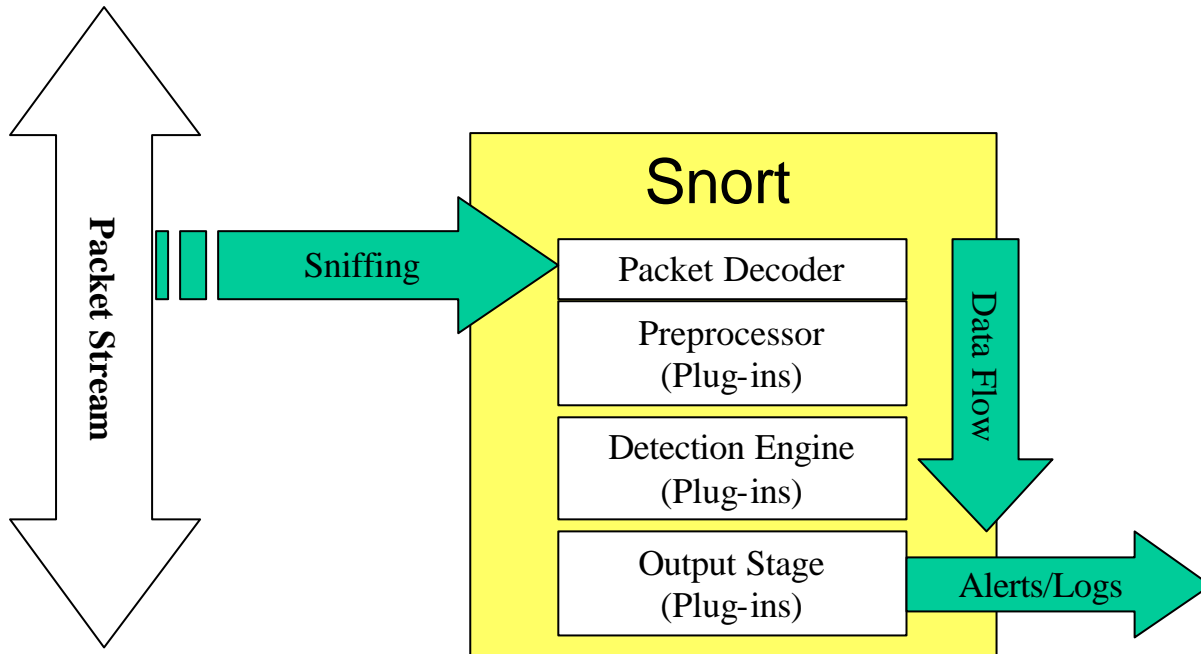 Packet Stream
Sniffing
Snort
Packet Decoder
Preprocessor
(Plug-ins)
Detection Engine
(Plug-ins)
Output Stage
(Plug-ins)
Data Flow
Alerts/Logs